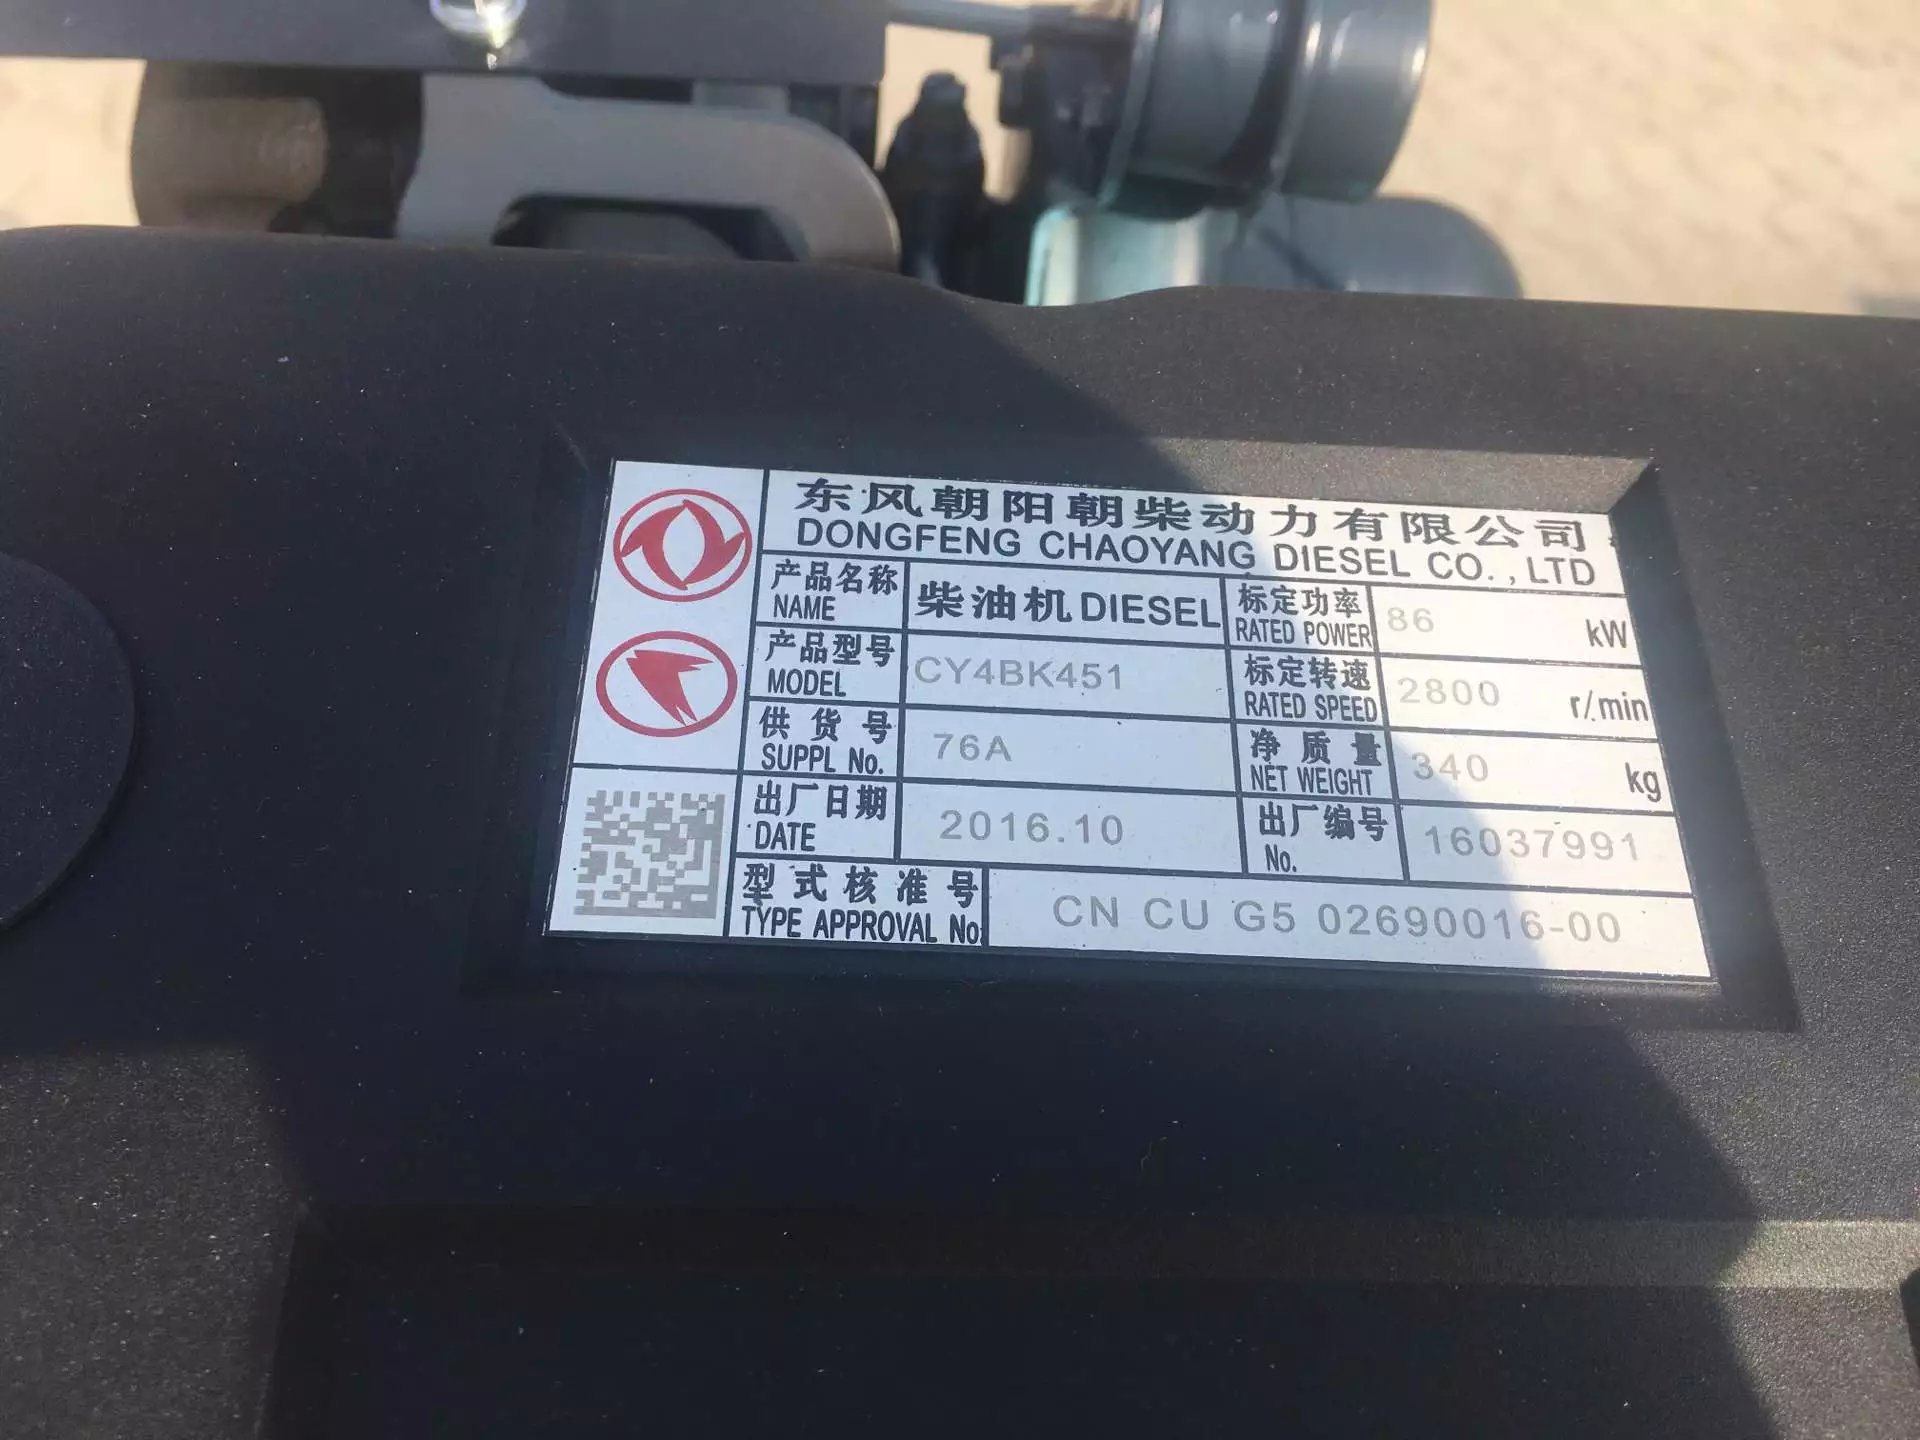 东风朝阳朝柴动力有限公司
DONGFENG CHAOYANG DIESEL CO.,LTD
产品名称 柴油机DIESEL 标定功率 86 kW
NAME RATED POWER
产品型号 CY4BK451 标定转速 2800 r/min
MODEL RATED SPEED
供货号 76A 净质量 340 kg
SUPPL No. NET WEIGHT
出厂日期 2016.10 出厂编号 16037991
DATE No.
型式核准号 CN CU G5 02690016-00
TYPE APPROVAL No.